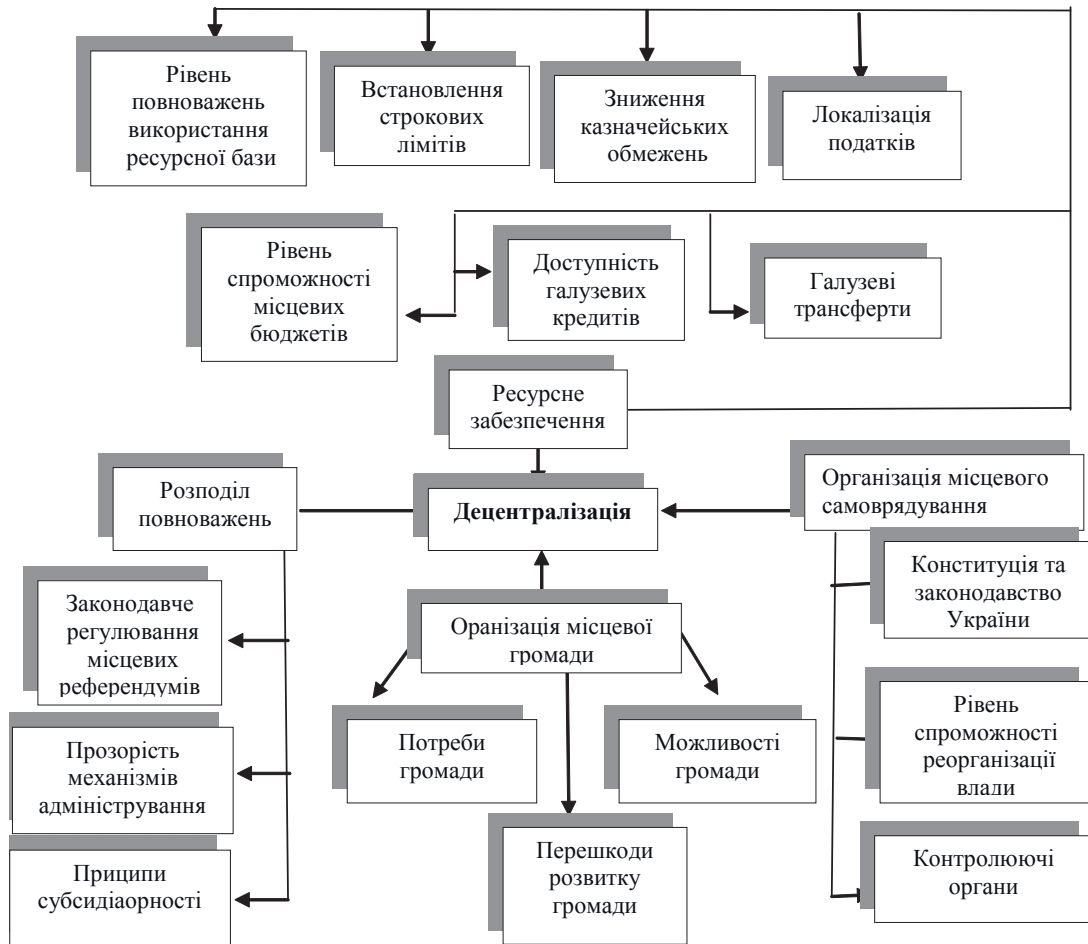 Рівень
повноважень
використання
ресурсної бази
Встановлення
строкових
лімітів
Зниження
казначейських
обмежень
Локалізація
податків
Рівень
спроможності
місцевих
бюджетів
Доступність
галузевих
кредитів
Галузеві
трансферти
Ресурсне
забезпечення
Розподіл
повноважень
Децентралізація
Організація місцевого
самоврядування
Законодавче
регулювання
місцевих
референдумів
Прозорість
механізмів
адміністрування
Приципи
субсидіаорності
Оранізація місцевої
громади
Потреби
громади
Перешкоди
розвитку
громади
Можливості
громади
Конституція та
законодавство
України
Рівень
спроможності
реорганізації
влади
Контролюючі
органи